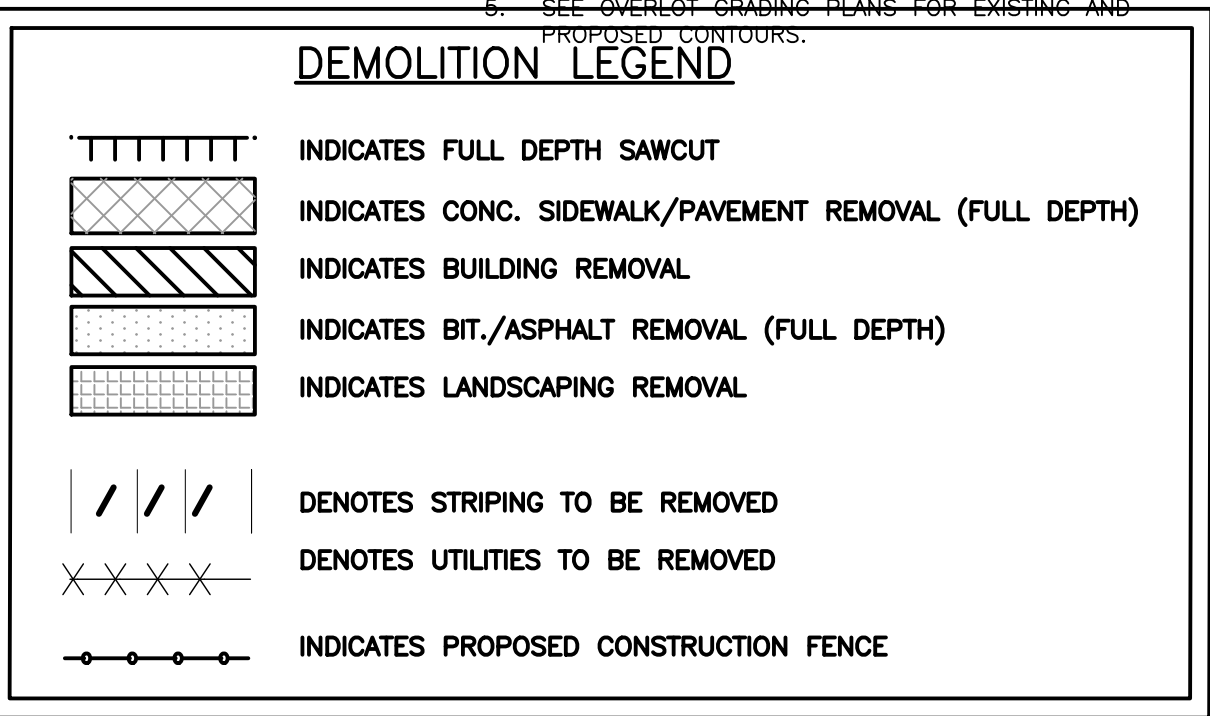 5. SEE OVERLOT GRADING PLANS FOR EXISTING AND
PROPOSED CONTOURS.
DEMOLITION LEGEND
INDICATES FULL DEPTH SAWCUT
INDICATES CONC. SIDEWALK/PAVEMENT REMOVAL (FULL DEPTH)
INDICATES BUILDING REMOVAL
INDICATES BIT./ASPHALT REMOVAL (FULL DEPTH)
INDICATES LANDSCAPING REMOVAL
DENOTES STRIPING TO BE REMOVED
DENOTES UTILITIES TO BE REMOVED
INDICATES PROPOSED CONSTRUCTION FENCE